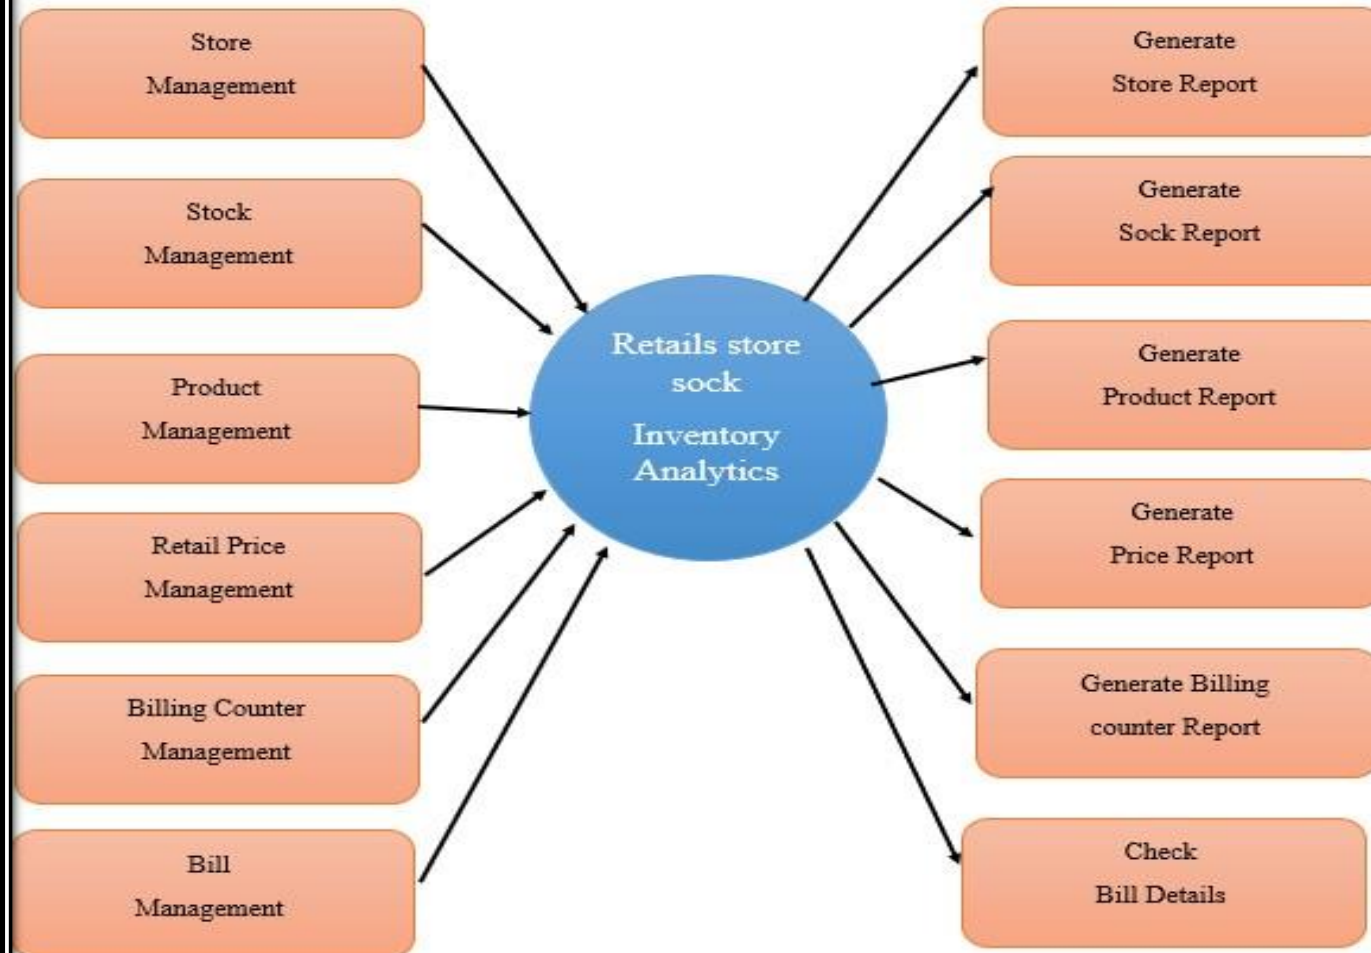 Store
Management
Stock
Management
Product
Management
Retail Price
Management
Billing Counter
Management
Bill
Management
Retails store
sock
Inventory
Analytics
Generate
Store Report
Generate
Sock Report
Generate
Product Report
Generate
Price Report
Generate Billing
counter Report
Check
Bill Details